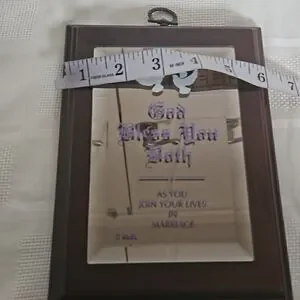 1 2 3 4 5 6 7
God
Bless You
Both
AS YOU
JOIN YOUR LIVES
IN
MARRIAGE